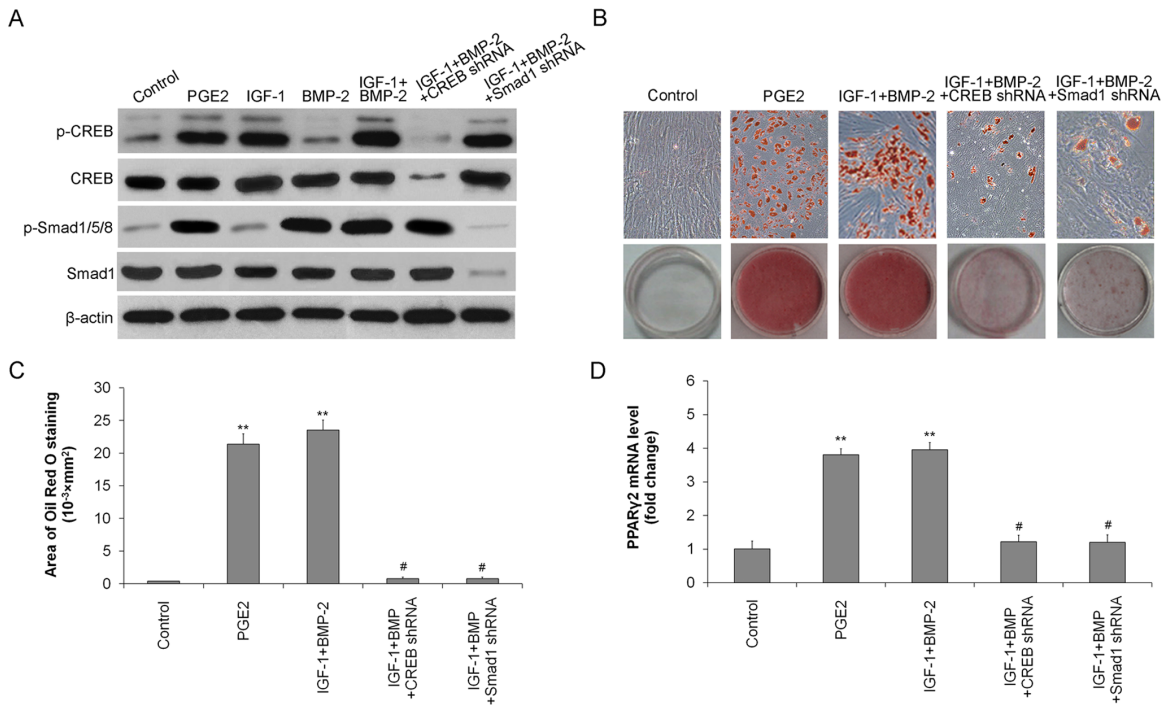 A
Control
PGE2
IGF-1
BMP-2
IGF-1+
BMP-2
IGF-1+BMP-2
+CREB shRNA
IGF-1+BMP-2
+Smad1 shRNA
p-CREB
CREB
p-Smad1/5/8
Smad1
β-actin
B
Control
PGE2
IGF-1+BMP-2
IGF-1+BMP-2
+CREB shRNA
IGF-1+BMP-2
+Smad1 shRNA
C
Area of Oil Red O staining
(10⁻³×mm²)
30
25
20
15
10
5
0
**
**
#
#
Control
PGE2
IGF-1+BMP-2
IGF-1+BMP
+CREB shRNA
IGF-1+BMP
+Smad1 shRNA
D
PPARγ2 mRNA level
(fold change)
6
5
4
3
2
1
0
**
**
#
#
Control
PGE2
IGF-1+BMP-2
IGF-1+BMP
+CREB shRNA
IGF-1+BMP
+Smad1 shRNA